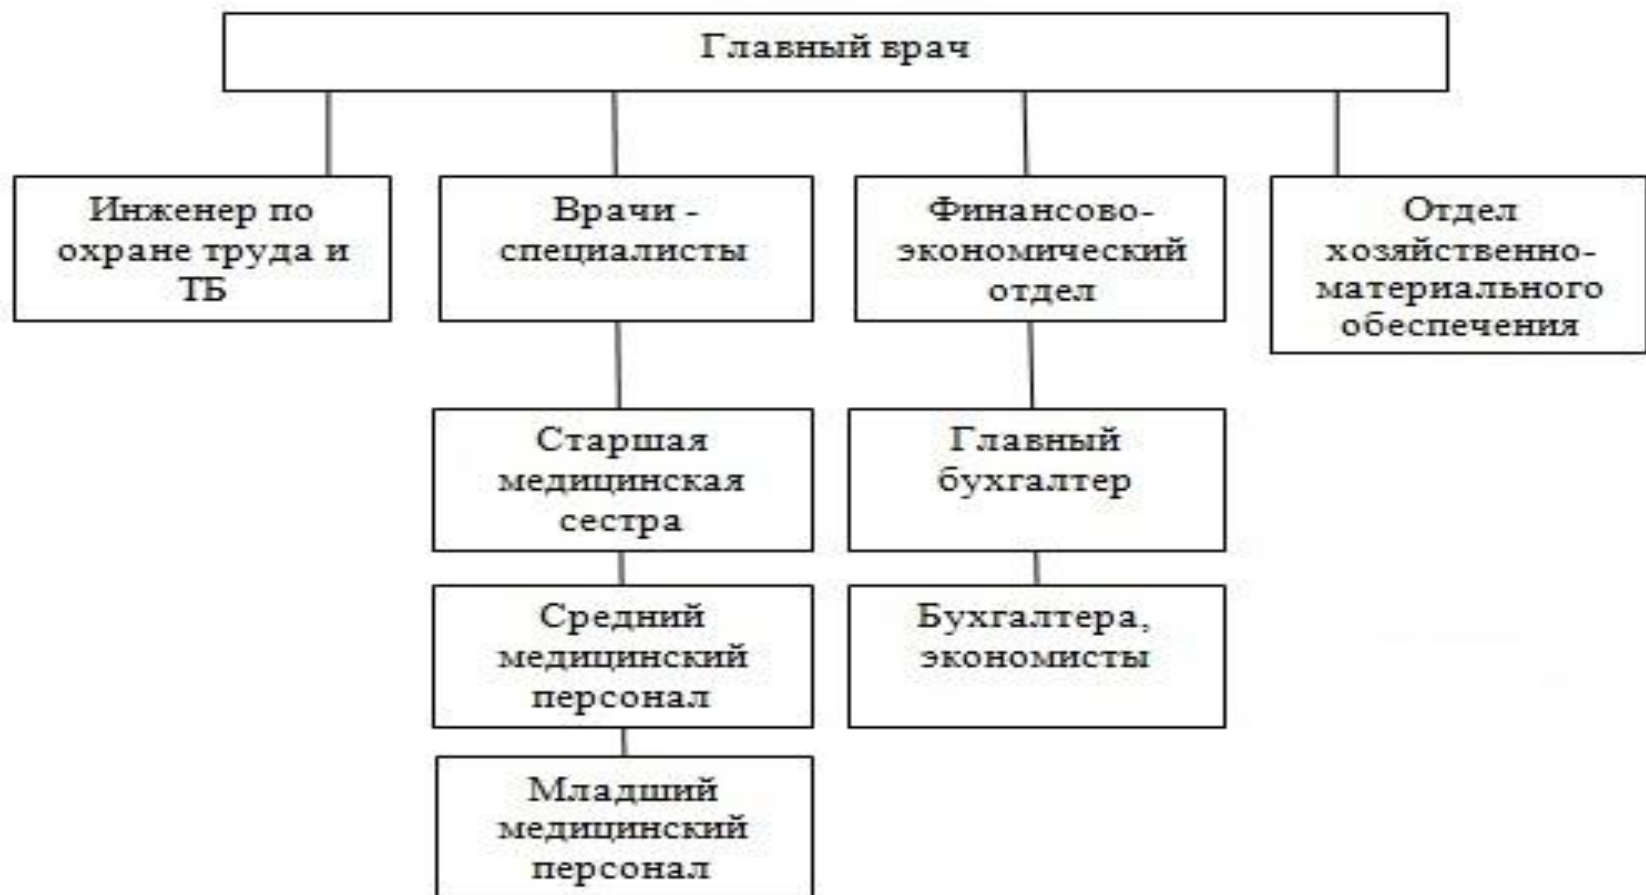 Главный врач
Инженер по
охране труда и
ТБ
Врачи -
специалисты
Финансово-
экономический
отдел
Отдел
хозяйственно-
материального
обеспечения
Старшая
медицинская
сестра
Главный
бухгалтер
Средний
медицинский
персонал
Бухгалтера,
экономисты
Младший
медицинский
персонал